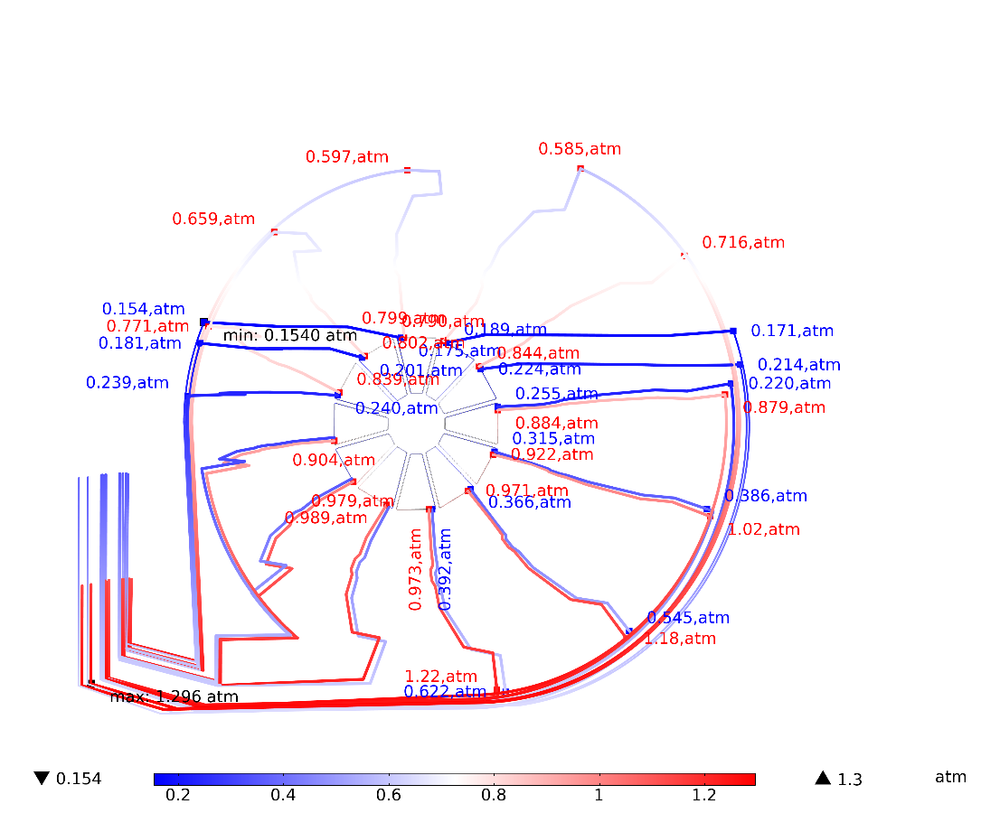 0.585,atm
0.597,atm
0.659,atm
0.716,atm
0.154,atm
0.799,atm
0.790,atm
0.771,atm
0.189,atm
0.171,atm
min: 0.1540 atm
0.181,atm
0.802,atm
0.175,atm
0.844,atm
0.201,atm
0.224,atm
0.214,atm
0.239,atm
0.839,atm
0.220,atm
0.255,atm
0.240,atm
0.879,atm
0.884,atm
0.315,atm
0.904,atm
0.922,atm
0.979,atm
0.971,atm
0.366,atm
0.386,atm
0.989,atm
1.02,atm
0.973,atm
0.392,atm
0.545,atm
1.18,atm
1.22,atm
0.622,atm
max: 1.296 atm
0.154
1.3
atm
0.2 0.4 0.6 0.8 1 1.2